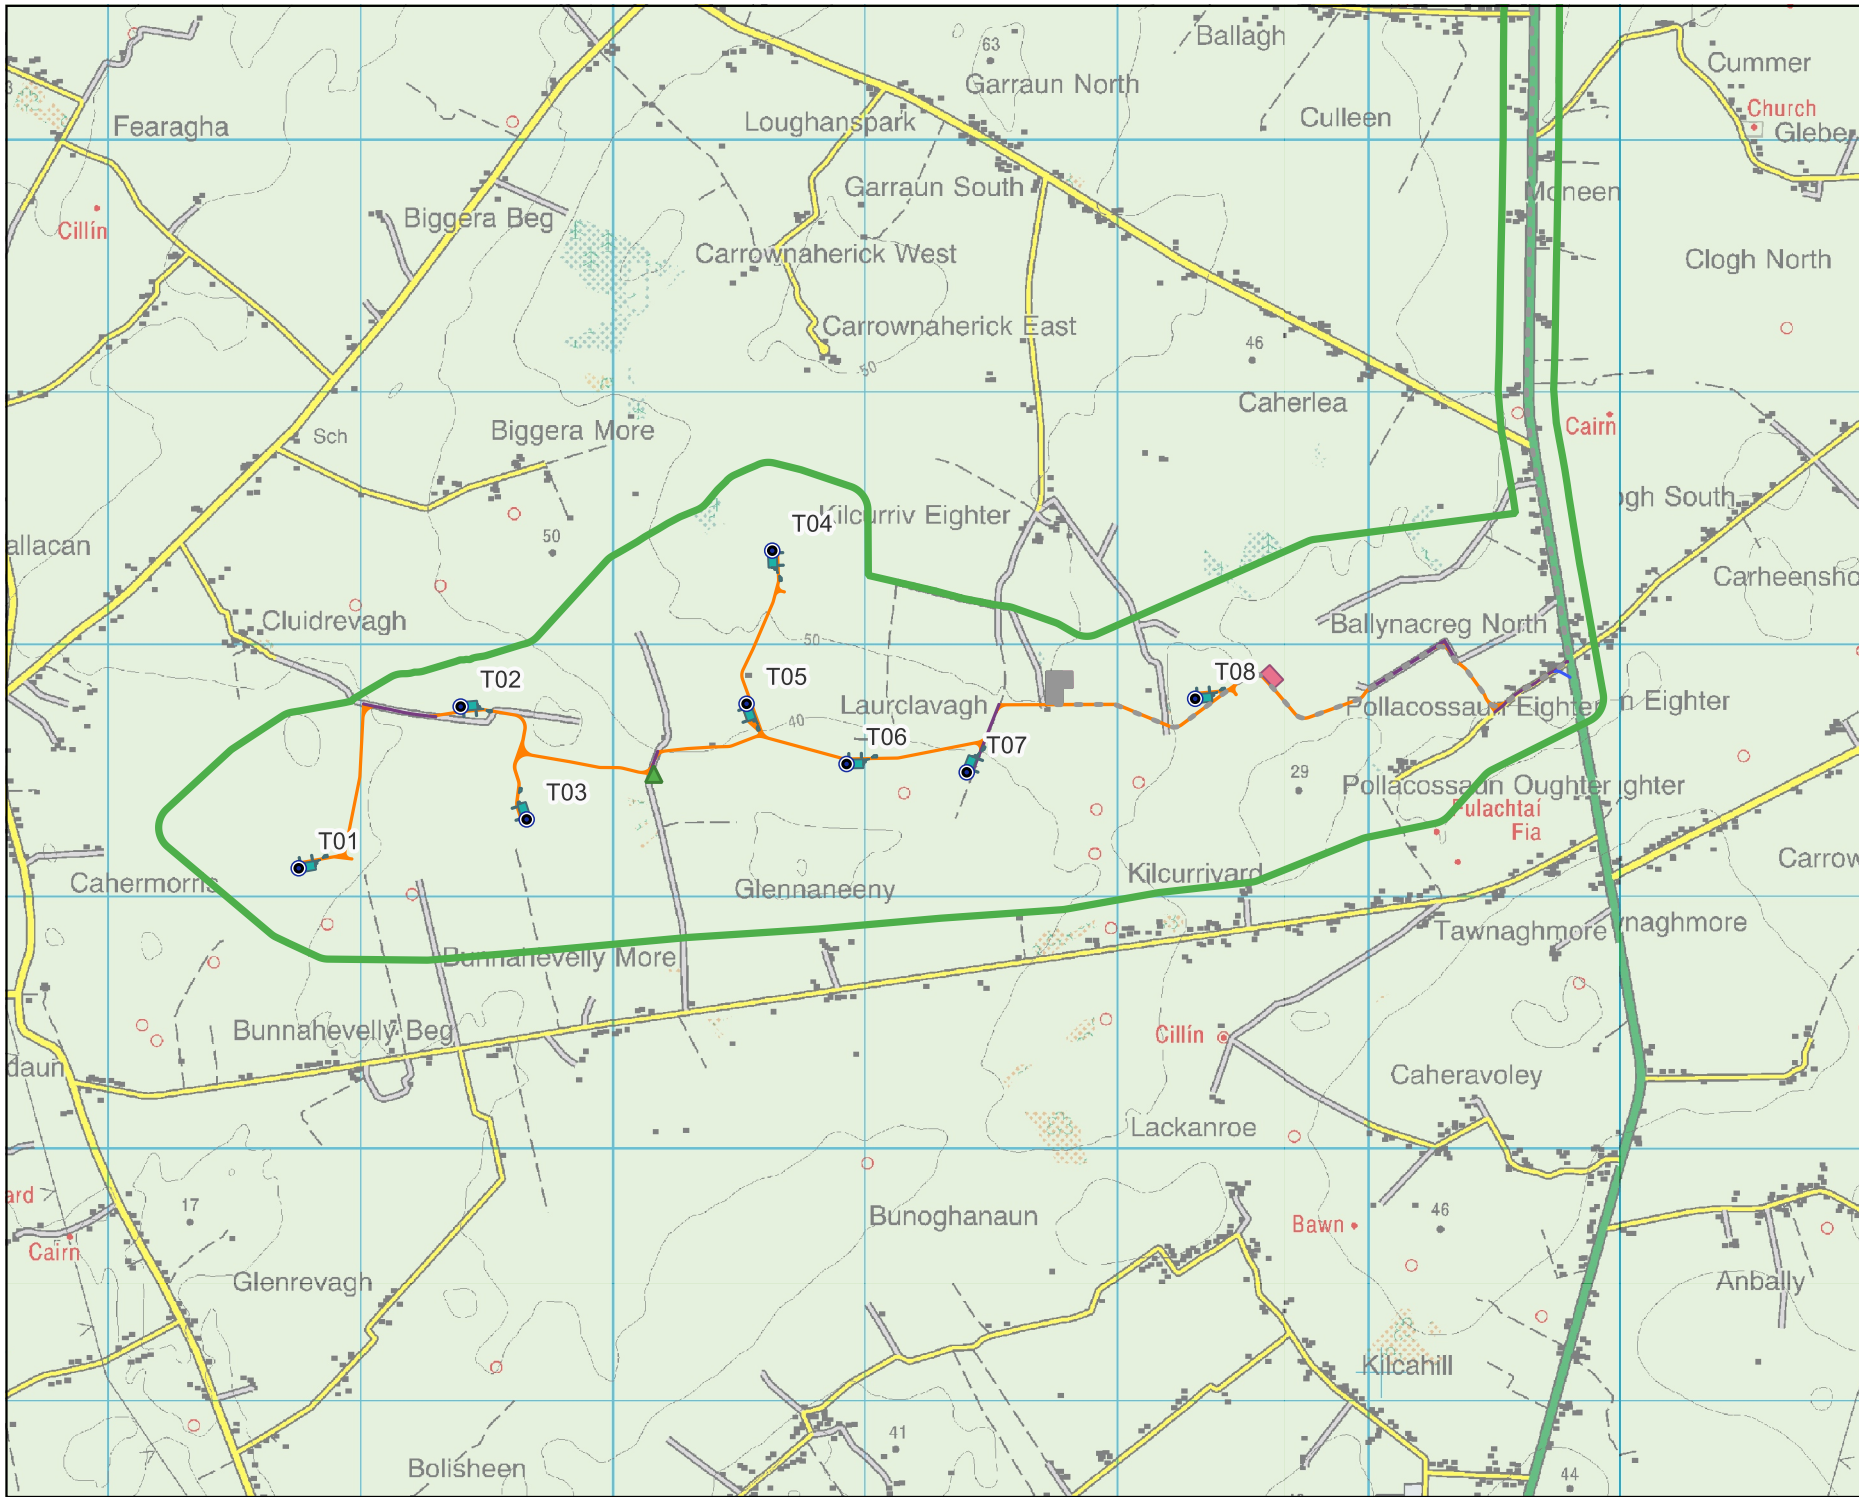 Ballagh
63
Cummer
Garraun North
Church
Culleen
Loughanspark
Fearagha
Glebe
Garraun South
Moneen
Biggera Beg
Cillín
Carrownaherick West
Clogh North
Carrownaherick East
46
50
Caherlea
Cairn
Biggera More
Sch
ogh South
Kilcurriv Eighter
T04
50
allacan
Carheensho
Cluidrevagh
Ballynacreg North
50
T02
T05
T08
Laurclavagh
Pollacossaun Eighter
n Eighter
40
T06
T07
29
T03
Pollacossaun Oughter
ghter
Fulachtaí
Fia
T01
Cahermorris
Glennaneeny
Kilcurrivard
Carrow
Tawnaghmore
wnaghmore
Bunnahevelly More
Bunnahevelly Beg
Cillín
daun
Caheravoley
Lackanroe
ard
17
Bunoghanaun
46
Bawn
Cairn
Glenrevagh
Anbally
Kilcahill
41
Bolisheen
44